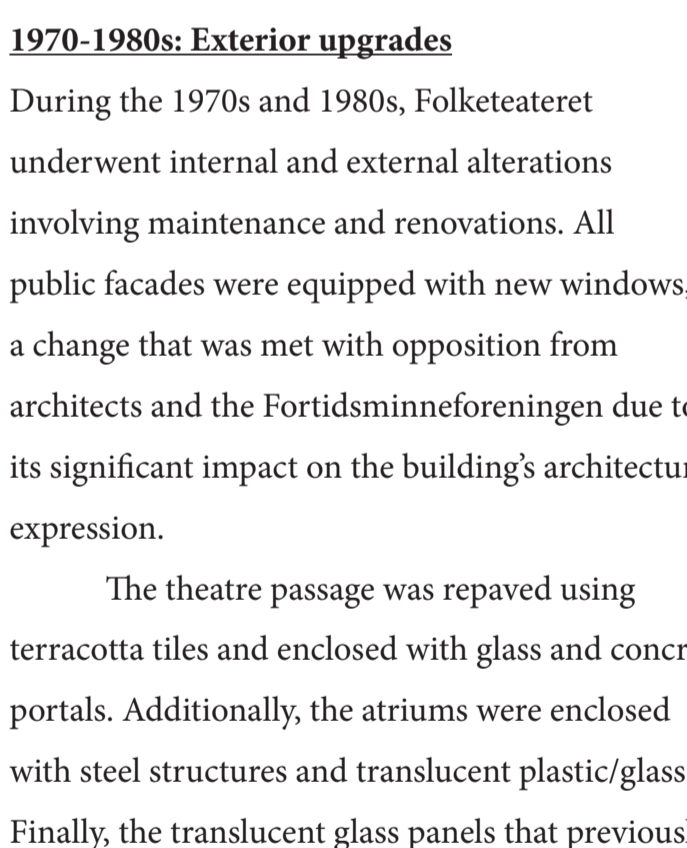 1970-1980s: Exterior upgrades
During the 1970s and 1980s, Folketeateret
underwent internal and external alterations
involving maintenance and renovations. All
public facades were equipped with new windows,
a change that was met with opposition from
architects and the Fortidsminneforeningen due to
its significant impact on the building’s architectur
expression.
The theatre passage was repaved using
terracotta tiles and enclosed with glass and concr
portals. Additionally, the atriums were enclosed
with steel structures and translucent plastic/glass
Finally, the translucent glass panels that previousl